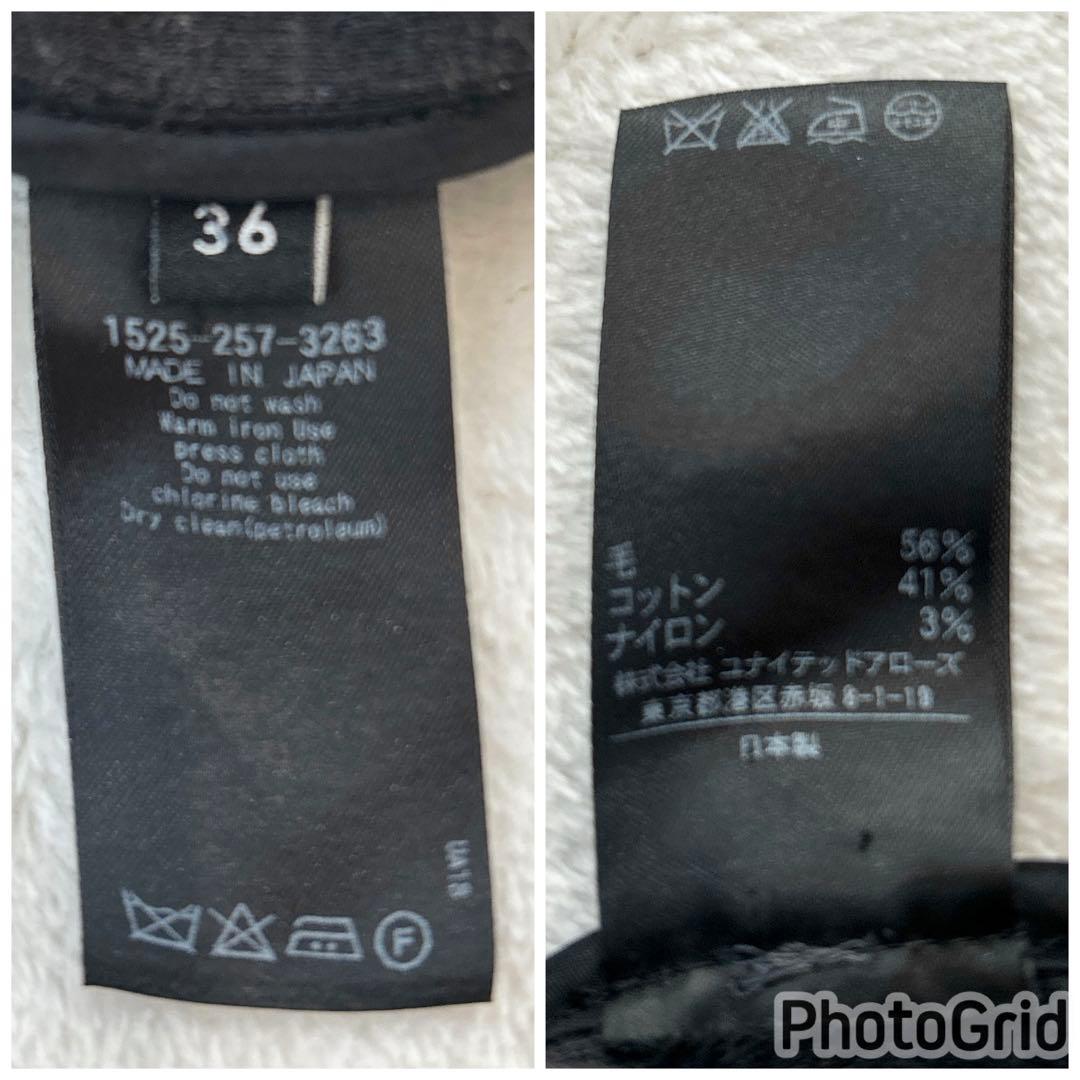 36
1525-257-3263
MADE IN JAPAN
Do not wash
Warm iron Use
press cloth
Do not use
chlorine bleach
Dry clean(petroleum)
UA18
F
毛 56%
コットン 41%
ナイロン 3%
株式会社 ユナイテッドアローズ
東京都港区赤坂 8-1-19
日本製
PhotoGrid